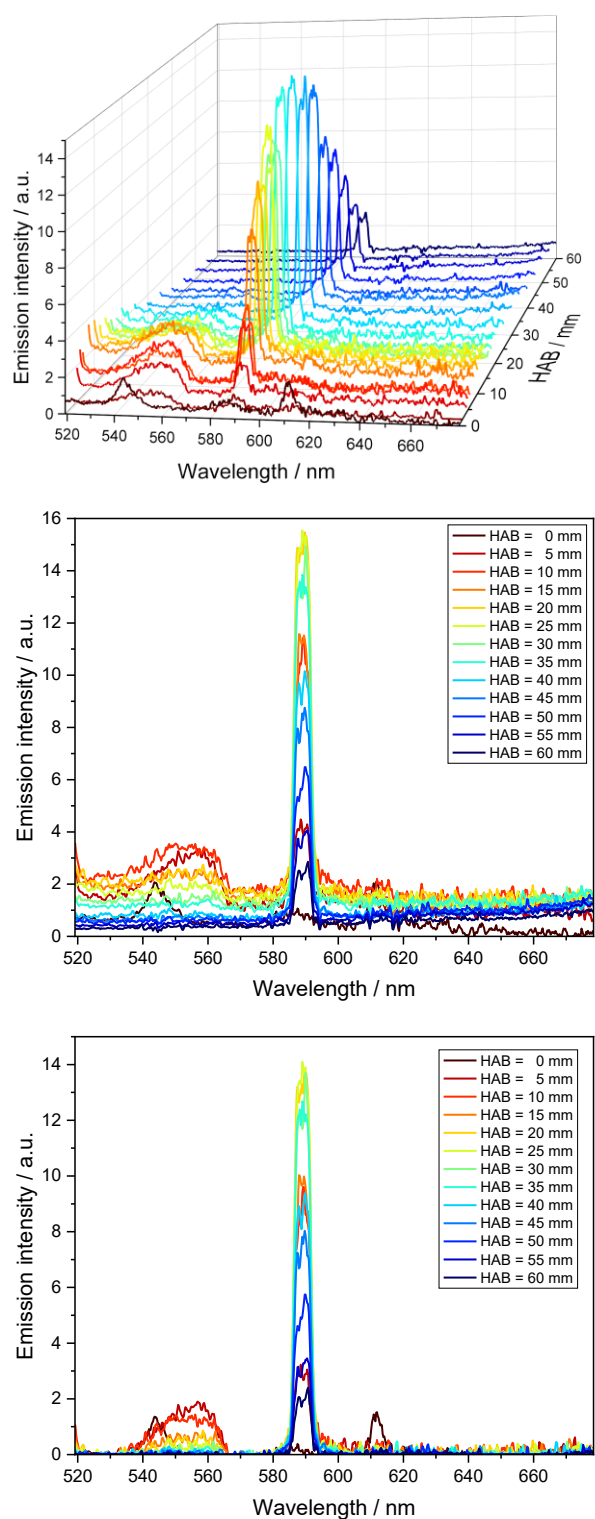 14
12
10
8
6
4
2
0
Emission intensity / a.u.
520 540 560 580 600 620 640 660
Wavelength / nm
0
10
20
30
40
50
60
HAB / mm
16
14
12
10
8
6
4
2
0
Emission intensity / a.u.
HAB = 0 mm
HAB = 5 mm
HAB = 10 mm
HAB = 15 mm
HAB = 20 mm
HAB = 25 mm
HAB = 30 mm
HAB = 35 mm
HAB = 40 mm
HAB = 45 mm
HAB = 50 mm
HAB = 55 mm
HAB = 60 mm
520 540 560 580 600 620 640 660
Wavelength / nm
14
12
10
8
6
4
2
0
Emission intensity / a.u.
HAB = 0 mm
HAB = 5 mm
HAB = 10 mm
HAB = 15 mm
HAB = 20 mm
HAB = 25 mm
HAB = 30 mm
HAB = 35 mm
HAB = 40 mm
HAB = 45 mm
HAB = 50 mm
HAB = 55 mm
HAB = 60 mm
520 540 560 580 600 620 640 660
Wavelength / nm